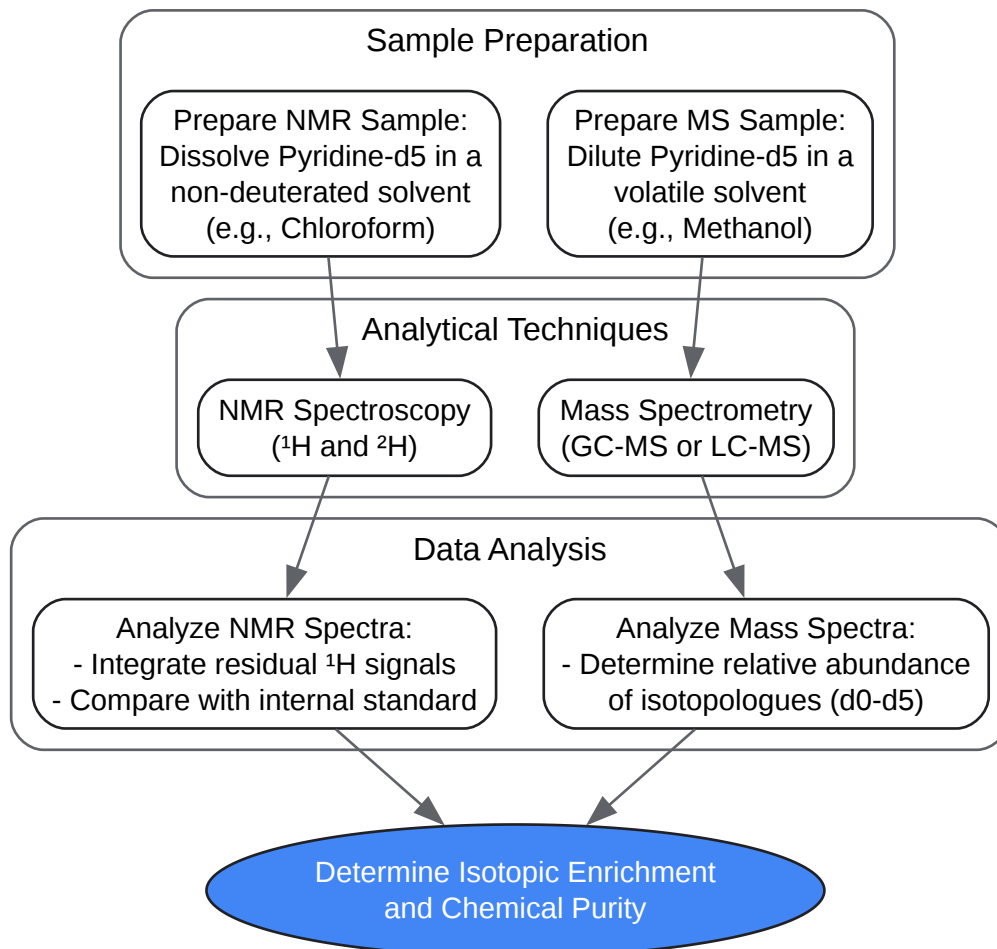 Sample Preparation
Prepare NMR Sample:
Dissolve Pyridine-d5 in a
non-deuterated solvent
(e.g., Chloroform)
Prepare MS Sample:
Dilute Pyridine-d5 in a
volatile solvent
(e.g., Methanol)
Analytical Techniques
NMR Spectroscopy
(¹H and ²H)
Mass Spectrometry
(GC-MS or LC-MS)
Data Analysis
Analyze NMR Spectra:
- Integrate residual ¹H signals
- Compare with internal standard
Analyze Mass Spectra:
- Determine relative abundance
of isotopologues (d0-d5)
Determine Isotopic Enrichment
and Chemical Purity